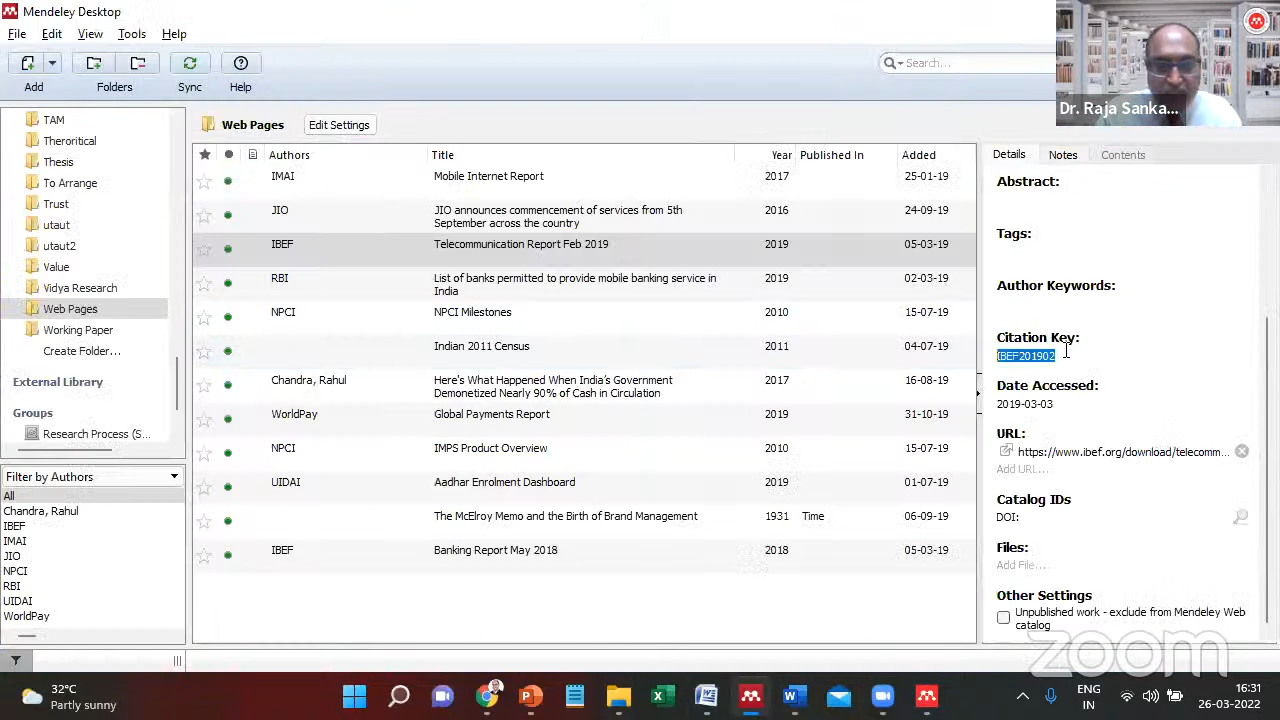 Mendeley Desktop
File Edit View Tools Help
Search...
Add Folders Sync Help
Dr. Raja Sanka...
TAM
Theroritical
Thesis
To Arrange
Trust
utaut
utaut2
Value
Vidya Research
Web Pages
Working Paper
Create Folder...
External Library
Groups
Research Process (S...
Filter by Authors
All
Chandra, Rahul
IBEF
IMAI
JIO
NPCI
RBI
UIDAI
WorldPay
Web Pages Edit Settings
Authors Title Year Published In Added
IMAI Mobile Internet Report 2017 25-01-19
JIO JIO announces commencement of services from 5th 2016 24-09-19
September across the country
IBEF Telecommunication Report Feb 2019 2019 05-03-19
RBI List of banks permitted to provide mobile banking service in 2019 02-03-19
India
NPCI NPCI Milestones 2010 15-07-19
Indian 2011 Census 2011 04-07-19
Chandra, Rahul Here's What Happened When India's Government 2017 16-08-19
Demonetized Nearly 90% of Cash in Circulation
WorldPay Global Payments Report 2019 31-10-19
NPCI IMPS Product Overview 2010 15-07-19
UIDAI Aadhar Enrolment Dashboard 2019 01-07-19
The McElroy Memo and the Birth of Brand Management 1931 Time 06-09-19
IBEF Banking Report May 2018 2018 05-03-19
Details Notes Contents
Abstract:
Tags:
Author Keywords:
Citation Key:
IBEF201902
Date Accessed:
2019-03-03
URL:
https://www.ibef.org/download/telecomm...
Add URL...
Catalog IDs
DOI:
Files:
Add File...
Other Settings
Unpublished work - exclude from Mendeley Web
catalog
zoom
32°C
Partly sunny
ENG
IN
16:31
26-03-2022